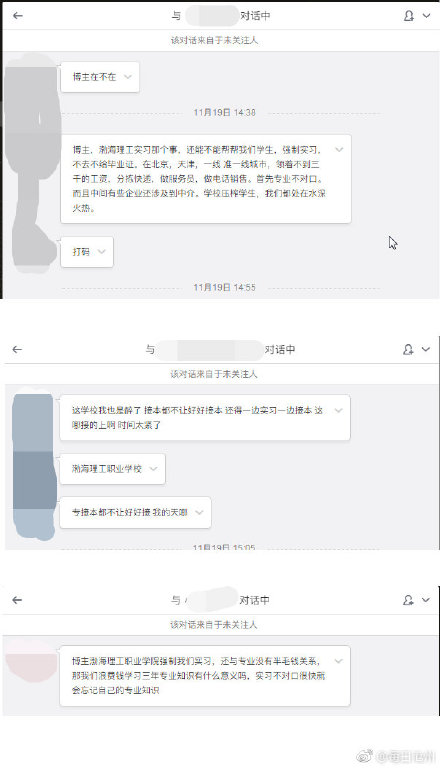 与 对话中
该对话来自于未关注人
博主在不在
11月19日 14:38
博主，渤海理工实习那个事，还能不能帮帮我们学生。强制实习，
不去不给毕业证。在北京，天津，一线 准一线城市，领着不到三
千的工资，分拣快递，做服务员，做电话销售。首先专业不对口。
而且中间有些企业还涉及到中介。学校压榨学生，我们都处在水深
火热。
打码
11月19日 14:55
与 对话中
该对话来自于未关注人
这学校我也是醉了 接本都不让好好接本 还得一边实习一边接本 这
哪接的上啊 时间太紧了
渤海理工职业学校
专接本都不让好好接 我的天啊
11月19日 15:05
与 对话中
该对话来自于未关注人
博主渤海理工职业学院强制我们实习，还与专业没有半毛钱关系，
那我们浪费钱学习三年专业知识有什么意义吗，实习不对口很快就
会忘记自己的专业知识
@每日沧州